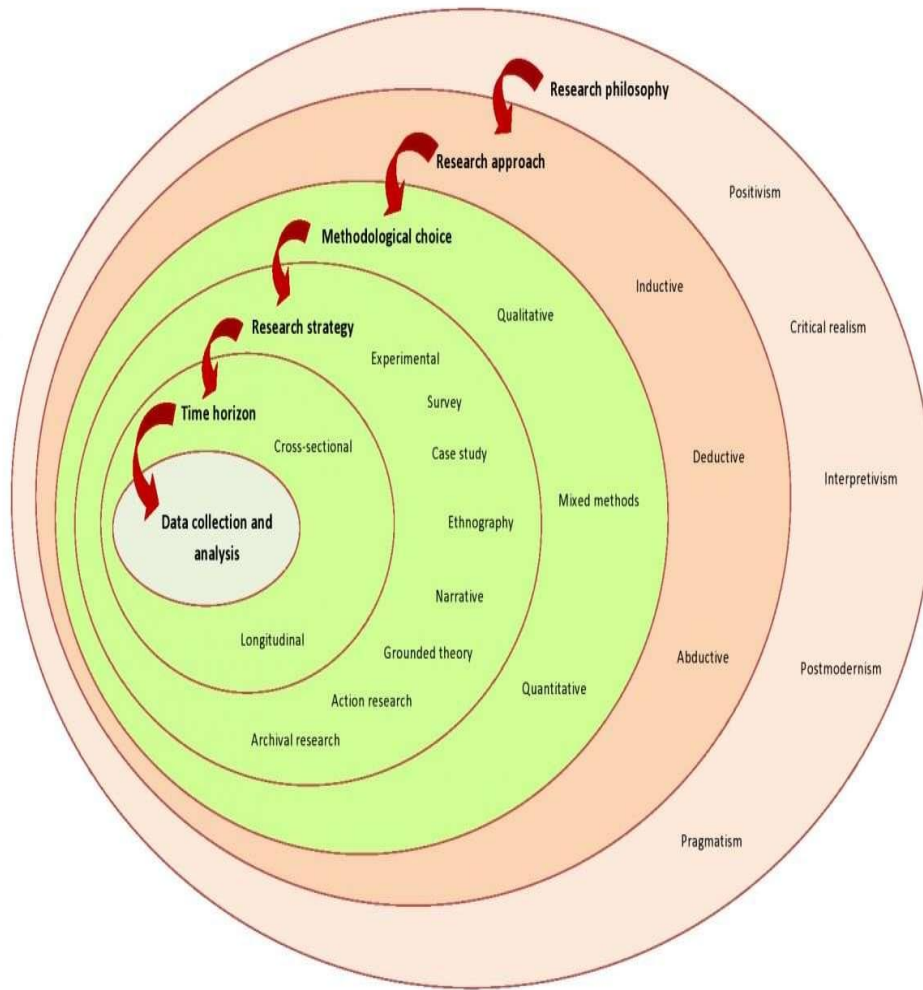 Research philosophy
Research approach
Positivism
Methodological choice
Inductive
Qualitative
Critical realism
Research strategy
Experimental
Survey
Time horizon
Cross-sectional
Case study
Deductive
Interpretivism
Mixed methods
Data collection and
analysis
Ethnography
Narrative
Longitudinal
Grounded theory
Abductive
Postmodernism
Quantitative
Action research
Archival research
Pragmatism